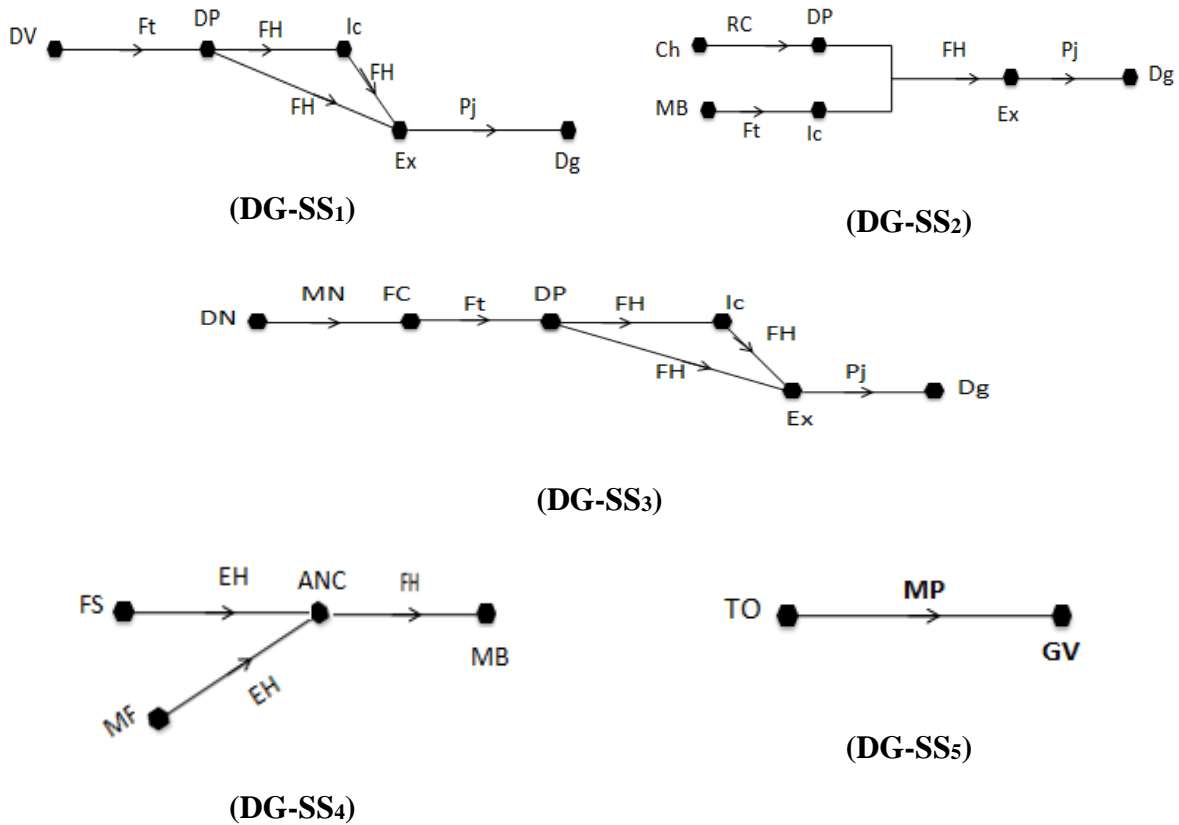 DV Ft DP FH Ic
FH
FH
Pj
Ex Dg
(DG-SS₁)
Ch RC DP
FH Pj
Dg
MB Ft Ic Ex
(DG-SS₂)
DN MN FC Ft DP FH Ic
FH
FH
Pj
Ex Dg
(DG-SS₃)
FS EH ANC FH
MB
MF EH
(DG-SS₄)
TO MP
GV
(DG-SS₅)